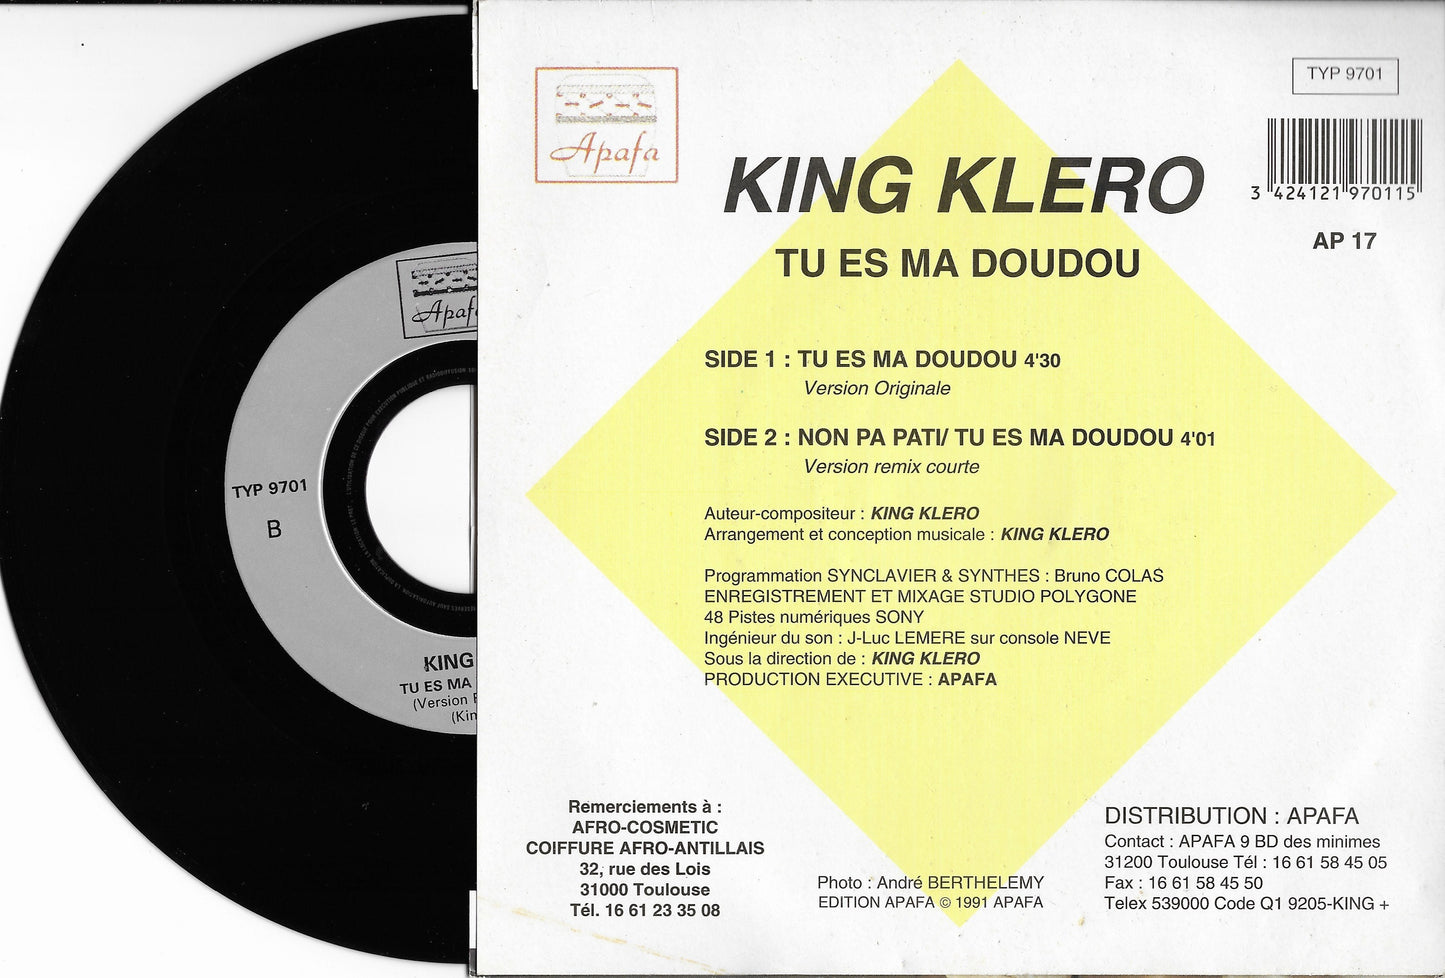 Apafa
TYP 9701
3 424121 970115
AP 17
KING KLERO
TU ES MA DOUDOU
SIDE 1 : TU ES MA DOUDOU 4'30
Version Originale
SIDE 2 : NON PA PATI/ TU ES MA DOUDOU 4'01
Version remix courte
Auteur-compositeur : KING KLERO
Arrangement et conception musicale : KING KLERO
Programmation SYNCLAVIER & SYNTHES : Bruno COLAS
ENREGISTREMENT ET MIXAGE STUDIO POLYGONE
48 Pistes numériques SONY
Ingénieur du son : J-Luc LEMERE sur console NEVE
Sous la direction de : KING KLERO
PRODUCTION EXECUTIVE : APAFA
Remerciements à :
AFRO-COSMETIC
COIFFURE AFRO-ANTILLAIS
32, rue des Lois
31000 Toulouse
Tél. 16 61 23 35 08
Photo : André BERTHELEMY
EDITION APAFA © 1991 APAFA
DISTRIBUTION : APAFA
Contact : APAFA 9 BD des minimes
31200 Toulouse Tél : 16 61 58 45 05
Fax : 16 61 58 45 50
Telex 539000 Code Q1 9205-KING +
Apaf
TYP 9701
B
KING
TU ES MA
(Version
(Kin